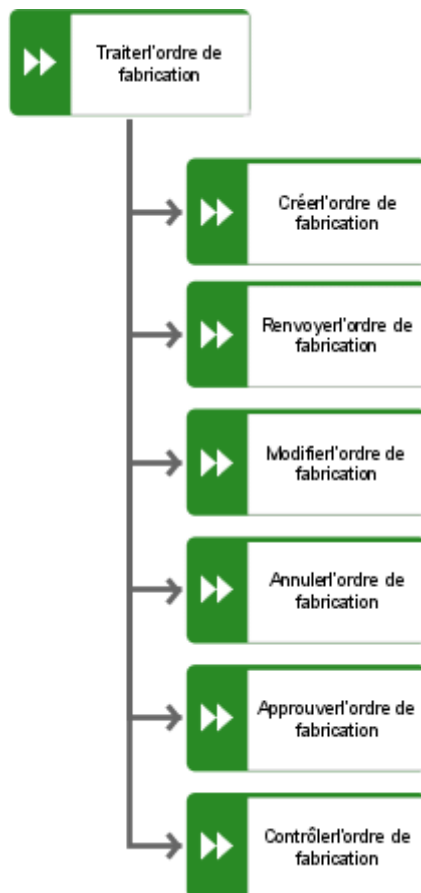 Traiterl'ordre de
fabrication
Créerl'ordre de
fabrication
Renvoyerl'ordre de
fabrication
Modifierl'ordre de
fabrication
Annulerl'ordre de
fabrication
Approuverl'ordre de
fabrication
Contrôlerl'ordre de
fabrication